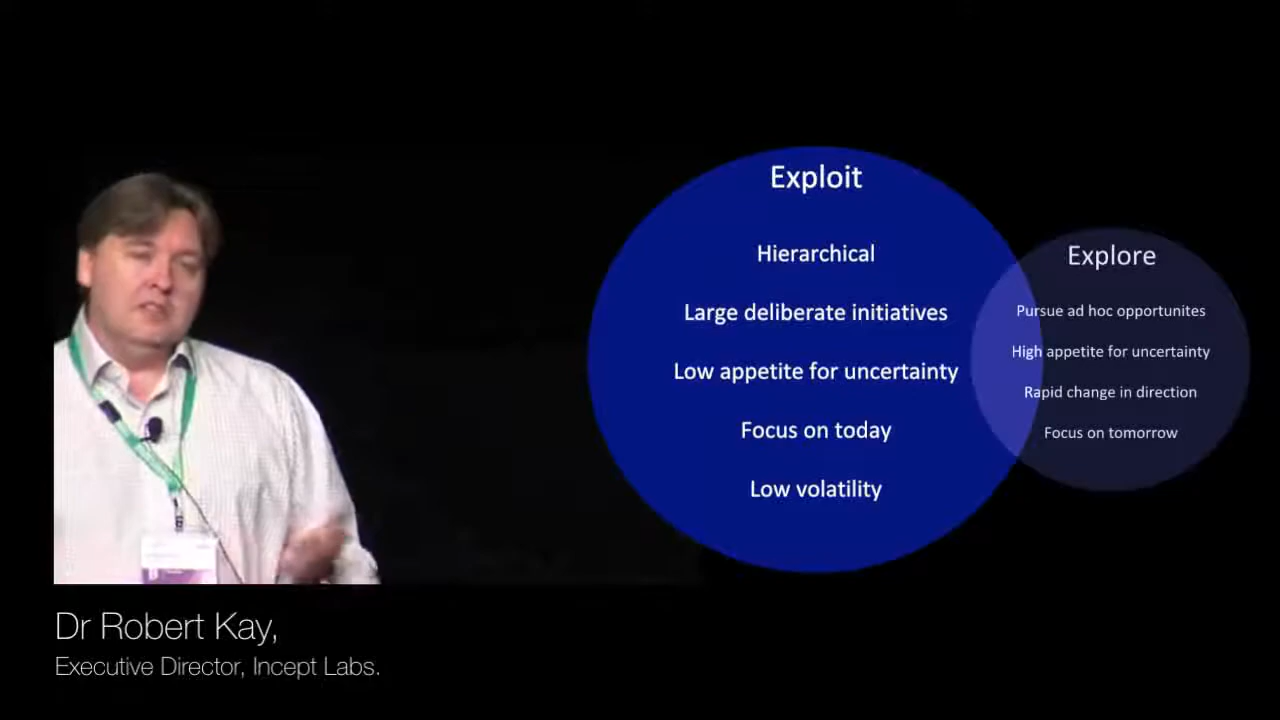 Exploit
Hierarchical
Large deliberate initiatives
Low appetite for uncertainty
Focus on today
Low volatility
Explore
Pursue ad hoc opportunites
High appetite for uncertainty
Rapid change in direction
Focus on tomorrow
Dr Robert Kay,
Executive Director, Incept Labs.